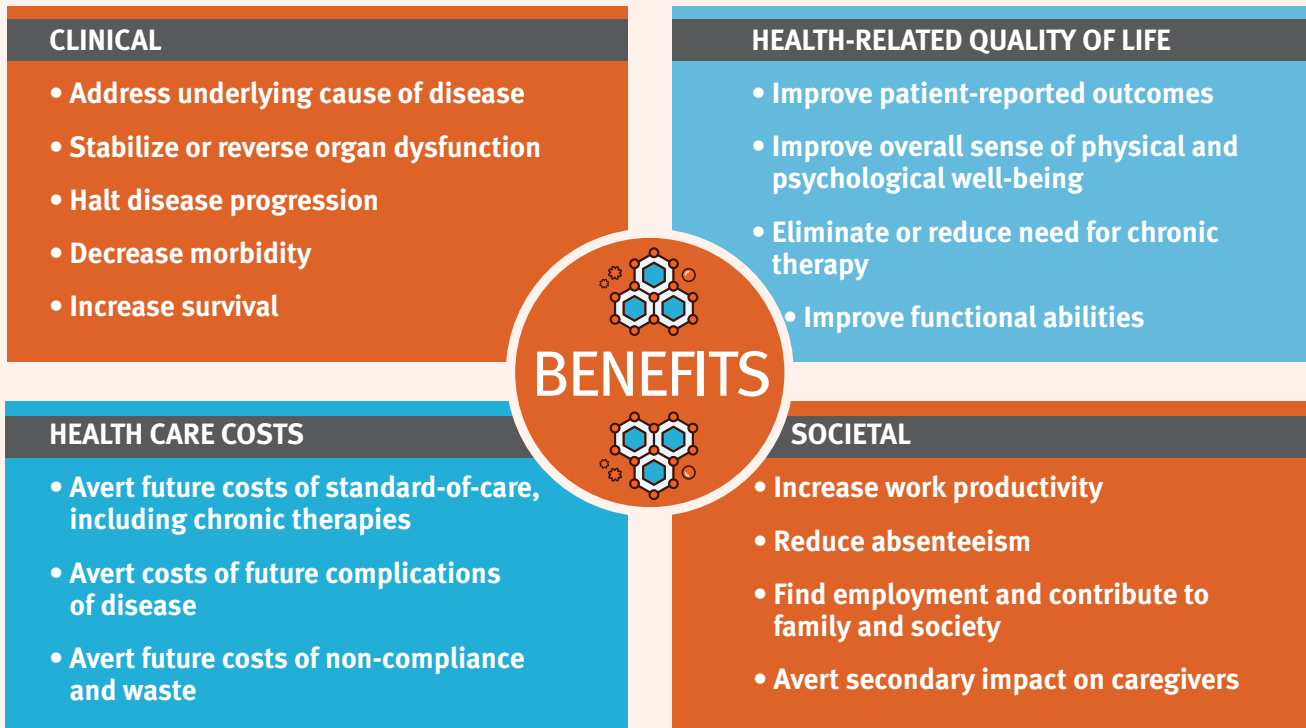 CLINICAL
• Address underlying cause of disease
• Stabilize or reverse organ dysfunction
• Halt disease progression
• Decrease morbidity
• Increase survival
HEALTH-RELATED QUALITY OF LIFE
• Improve patient-reported outcomes
• Improve overall sense of physical and
psychological well-being
• Eliminate or reduce need for chronic
therapy
• Improve functional abilities
BENEFITS
HEALTH CARE COSTS
• Avert future costs of standard-of-care,
including chronic therapies
• Avert costs of future complications
of disease
• Avert future costs of non-compliance
and waste
SOCIETAL
• Increase work productivity
• Reduce absenteeism
• Find employment and contribute to
family and society
• Avert secondary impact on caregivers